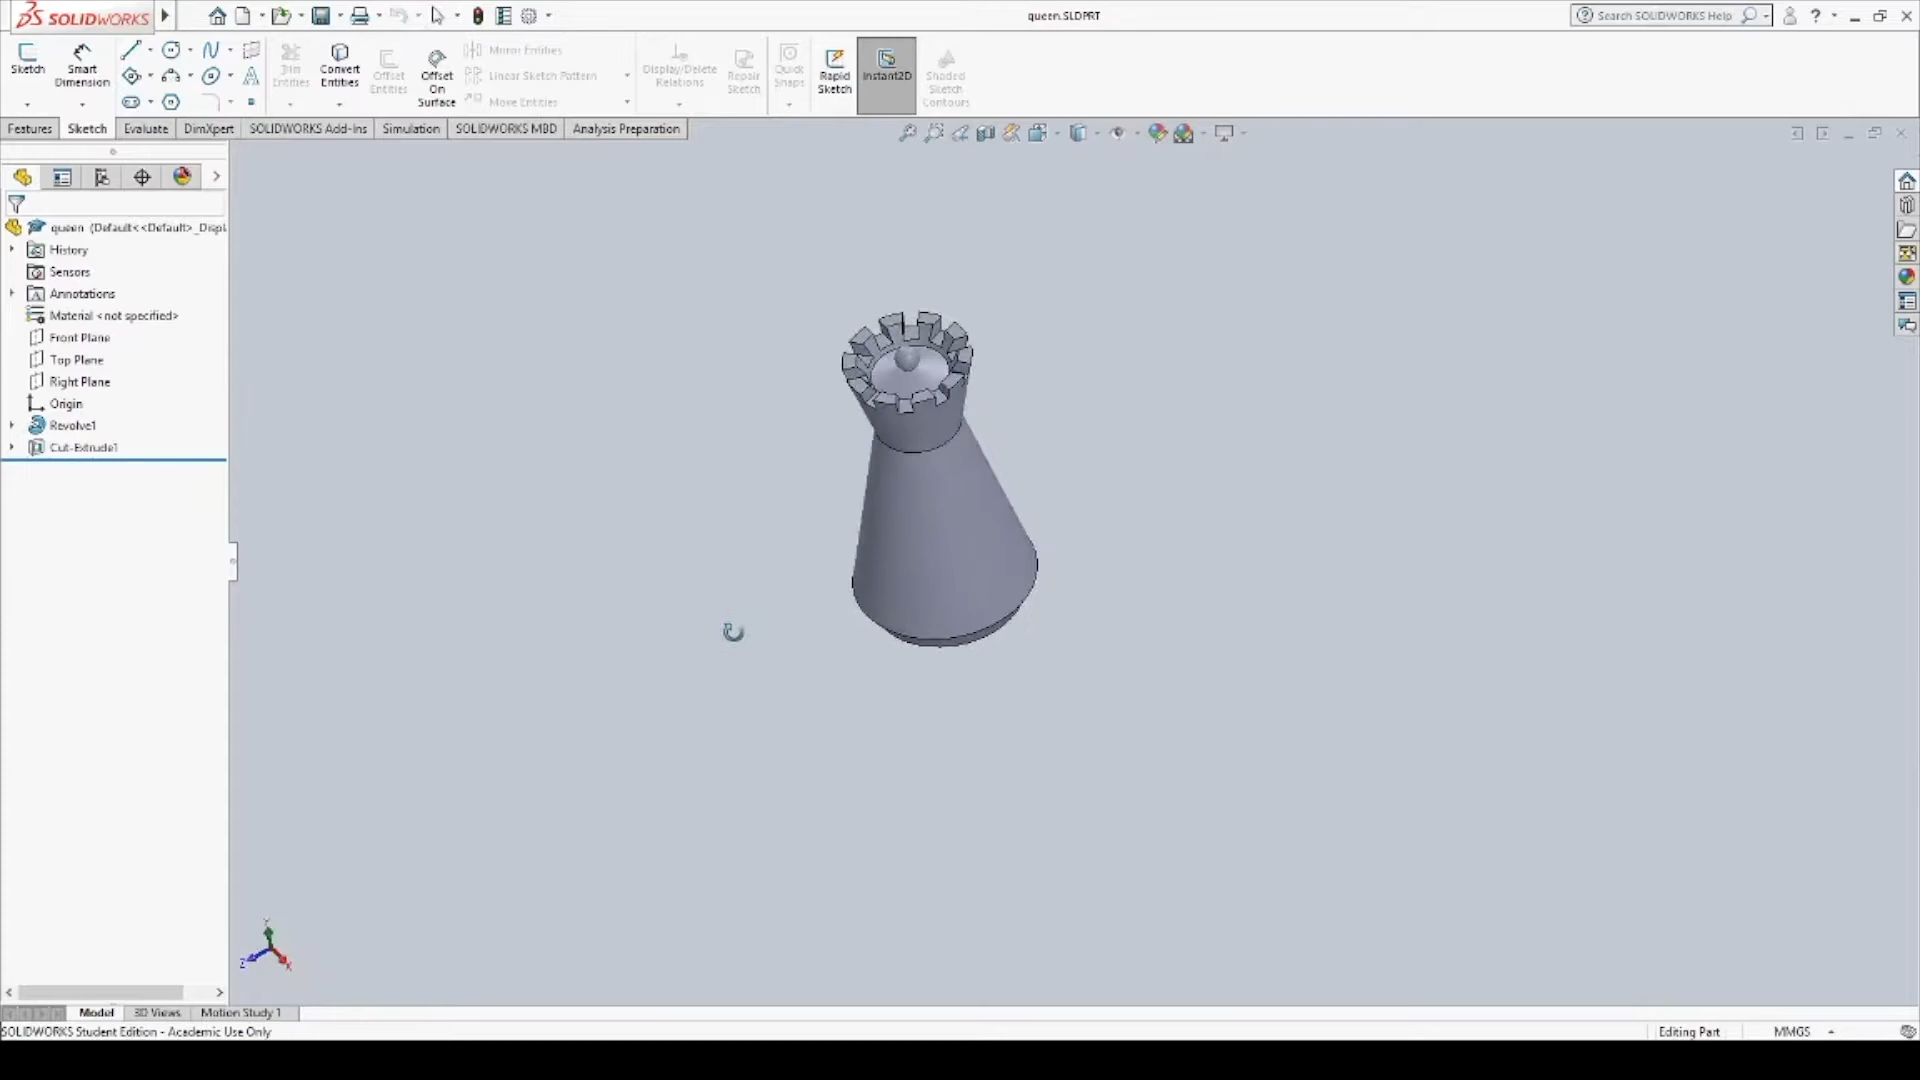 SOLIDWORKS
queen.SLDPRT
Search SOLIDWORKS Help
Sketch
Smart Dimension
Trim Entities
Convert Entities
Offset Entities
Offset On Surface
Mirror Entities
Linear Sketch Pattern
Move Entities
Display/Delete Relations
Repair Sketch
Quick Snaps
Rapid Sketch
Instant2D
Shaded Sketch Contours
Features Sketch Evaluate DimXpert SOLIDWORKS Add-Ins Simulation SOLIDWORKS MBD Analysis Preparation
queen (Default<<Default>_Displ
History
Sensors
Annotations
Material <not specified>
Front Plane
Top Plane
Right Plane
Origin
Revolve1
Cut-Extrude1
Y
Z
X
Model 3D Views Motion Study 1
SOLIDWORKS Student Edition - Academic Use Only
Editing Part
MMGS